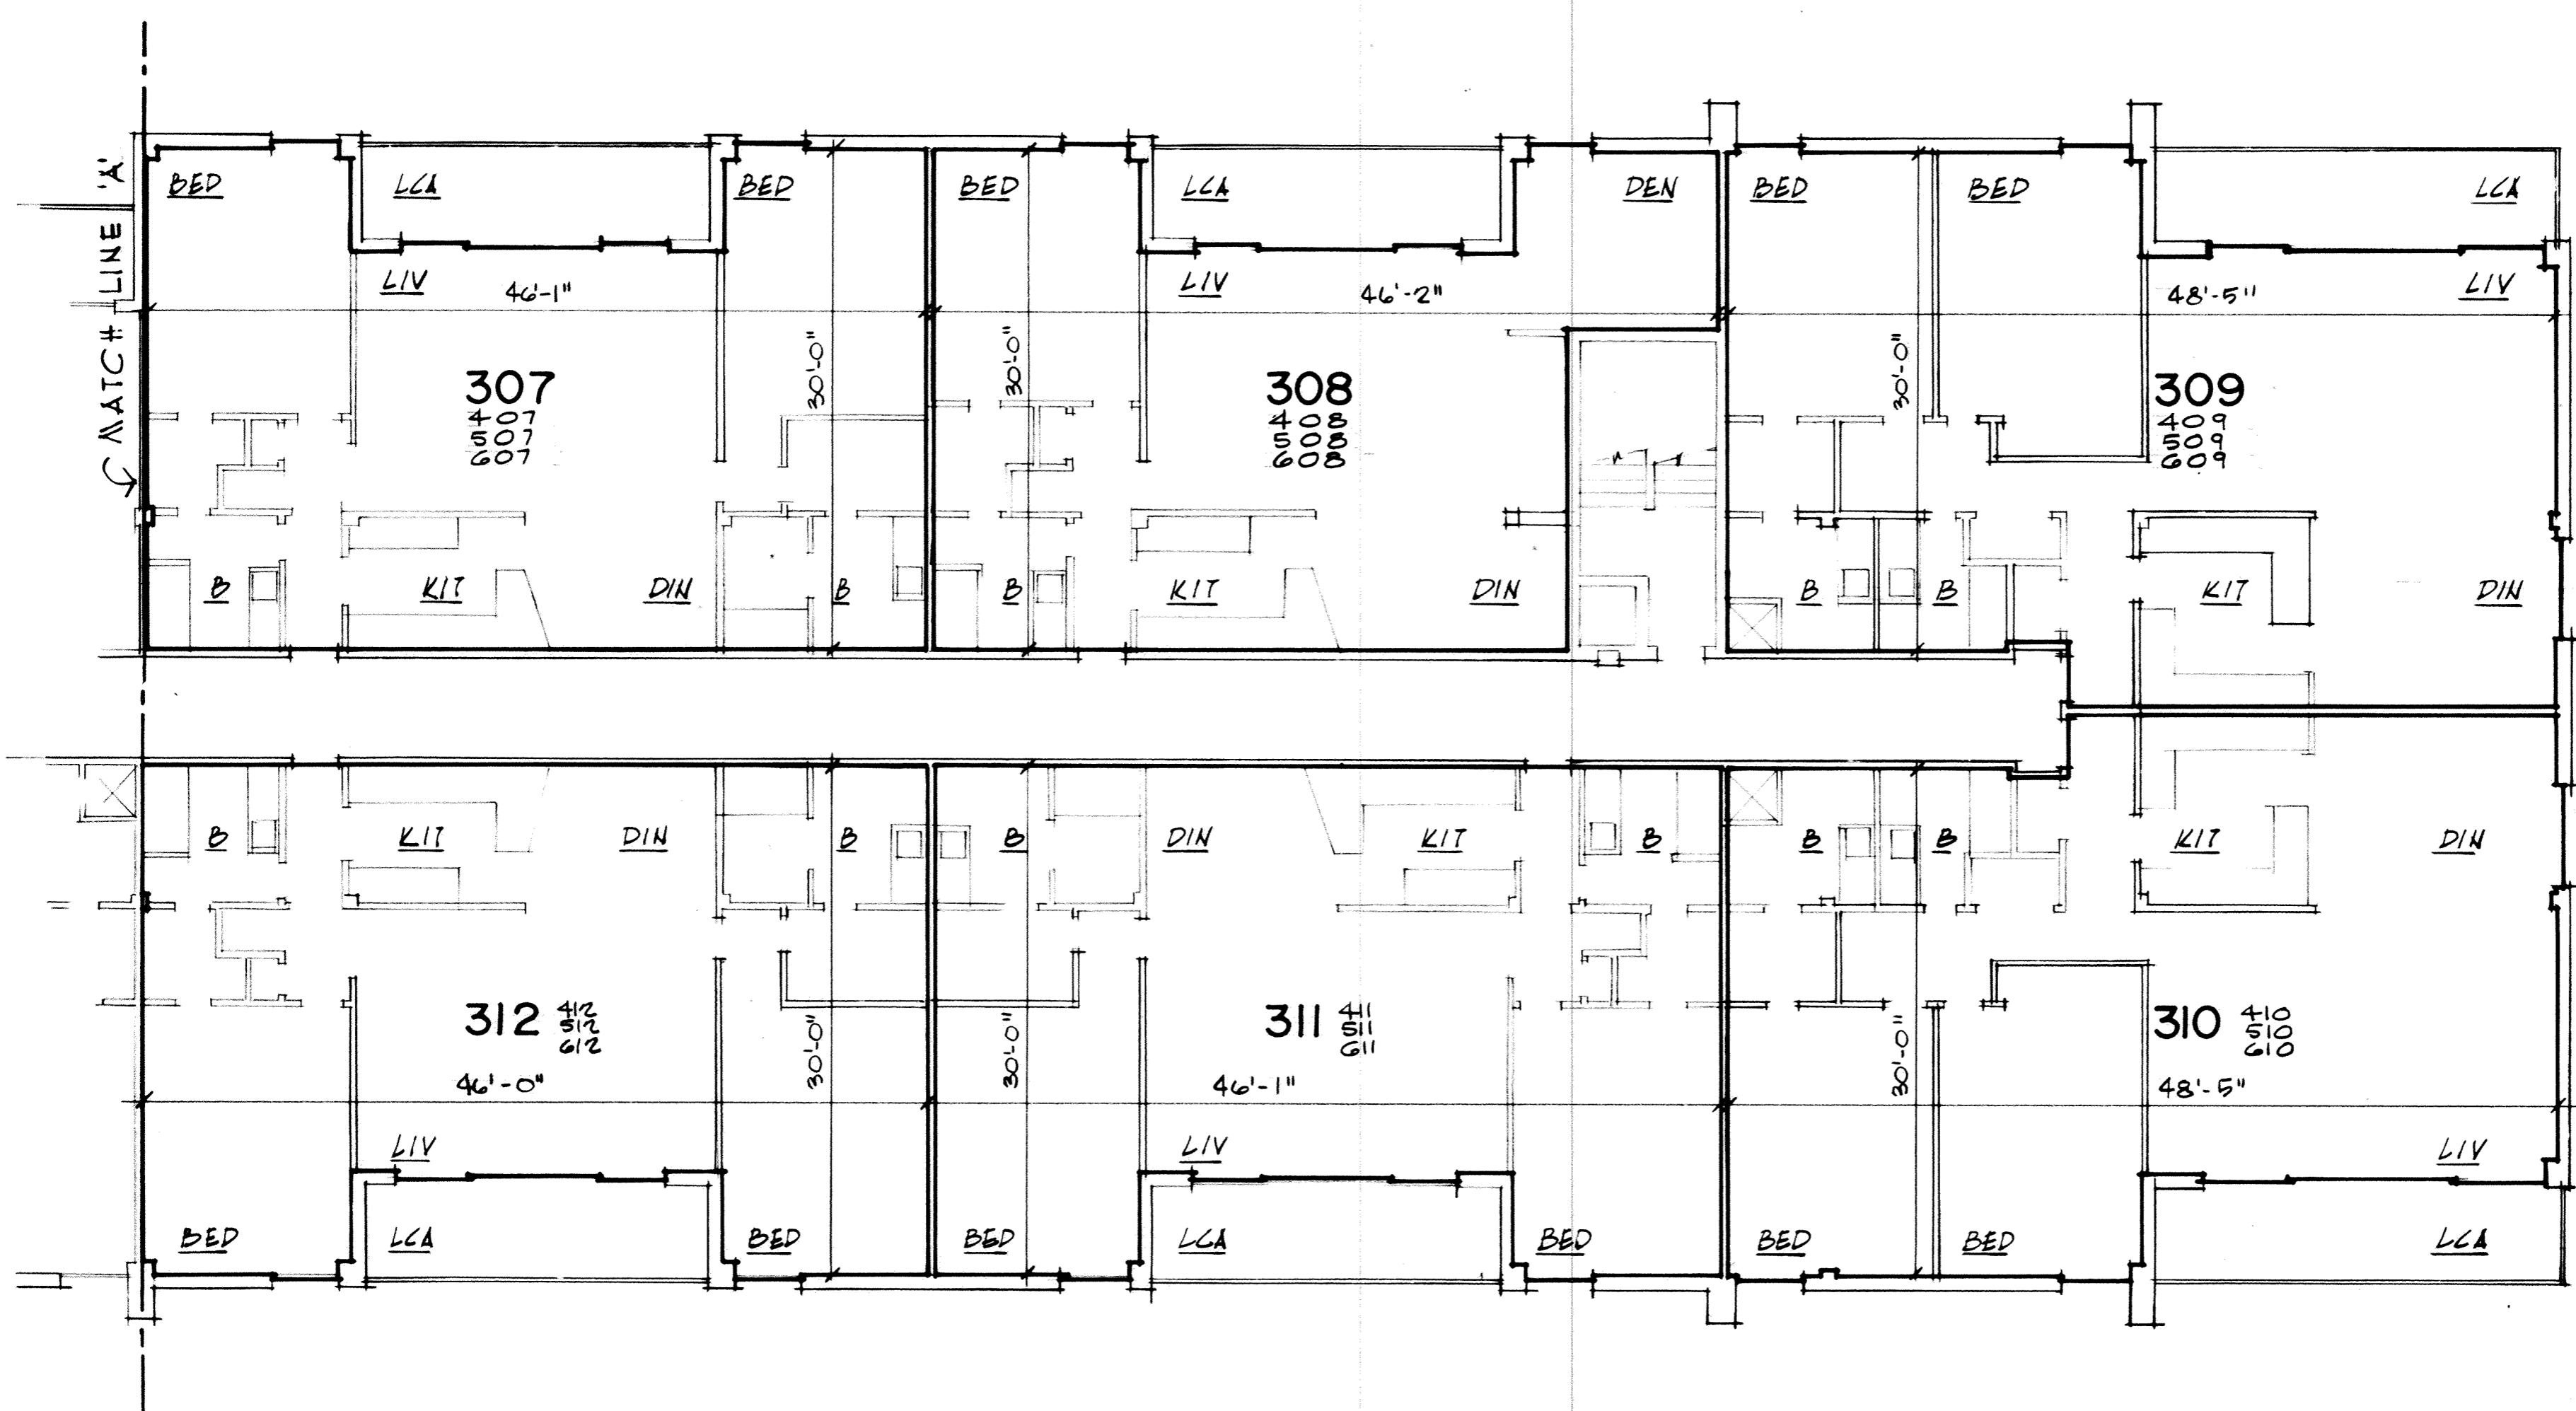 MATCH LINE 'A'
BED
LCA
BED
BED
LCA
DEN
BED
BED
LCA
LIV
46'-1"
LIV
46'-2"
48'-5"
LIV
30'-0"
30'-0"
30'-0"
307
407
507
607
308
408
508
608
309
409
509
609
B
KIT
DIN
B
B
KIT
DIN
B
B
KIT
DIN
B
KIT
DIN
B
B
DIN
KIT
B
B
B
KIT
DIN
312 412
512
612
311 411
511
611
310 410
510
610
30'-0"
30'-0"
30'-0"
46'-0"
46'-1"
48'-5"
LIV
LIV
LIV
BED
LCA
BED
BED
LCA
BED
BED
BED
LCA